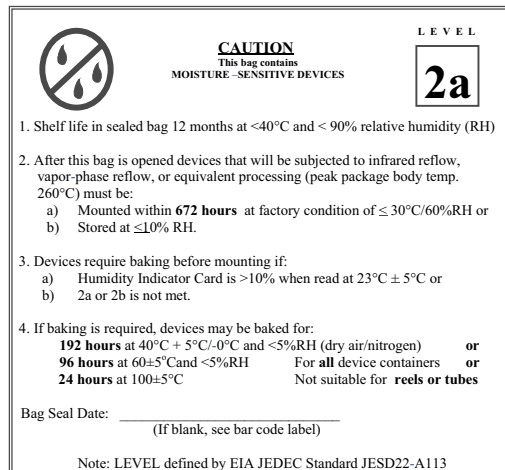 LEVEL
CAUTION
This bag contains
MOISTURE –SENSITIVE DEVICES
2a
1. Shelf life in sealed bag 12 months at <40°C and < 90% relative humidity (RH)
2. After this bag is opened devices that will be subjected to infrared reflow,
vapor-phase reflow, or equivalent processing (peak package body temp.
260°C) must be:
a) Mounted within 672 hours at factory condition of ≤ 30°C/60%RH or
b) Stored at ≤10% RH.
3. Devices require baking before mounting if:
a) Humidity Indicator Card is >10% when read at 23°C ± 5°C or
b) 2a or 2b is not met.
4. If baking is required, devices may be baked for:
192 hours at 40°C + 5°C/-0°C and <5%RH (dry air/nitrogen) or
96 hours at 60±5°Cand <5%RH For all device containers or
24 hours at 100±5°C Not suitable for reels or tubes
Bag Seal Date: ______________________________
(If blank, see bar code label)
Note: LEVEL defined by EIA JEDEC Standard JESD22-A113